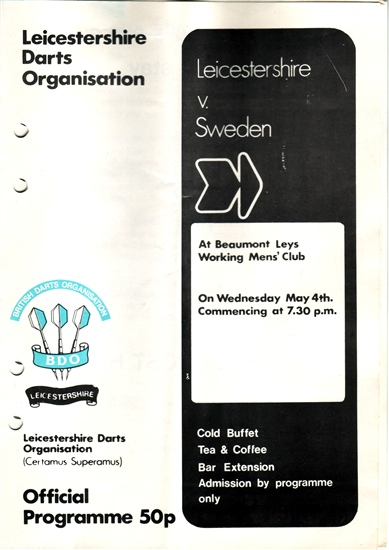 Leicestershire
Darts
Organisation
Leicestershire
v.
Sweden
At Beaumont Leys
Working Mens' Club
On Wednesday May 4th.
Commencing at 7.30 p.m.
BRITISH DARTS ORGANISATION
BDO
LEICESTERSHIRE
Leicestershire Darts
Organisation
(Certamus Superamus)
Cold Buffet
Tea & Coffee
Bar Extension
Admission by programme
only
Official
Programme 50p